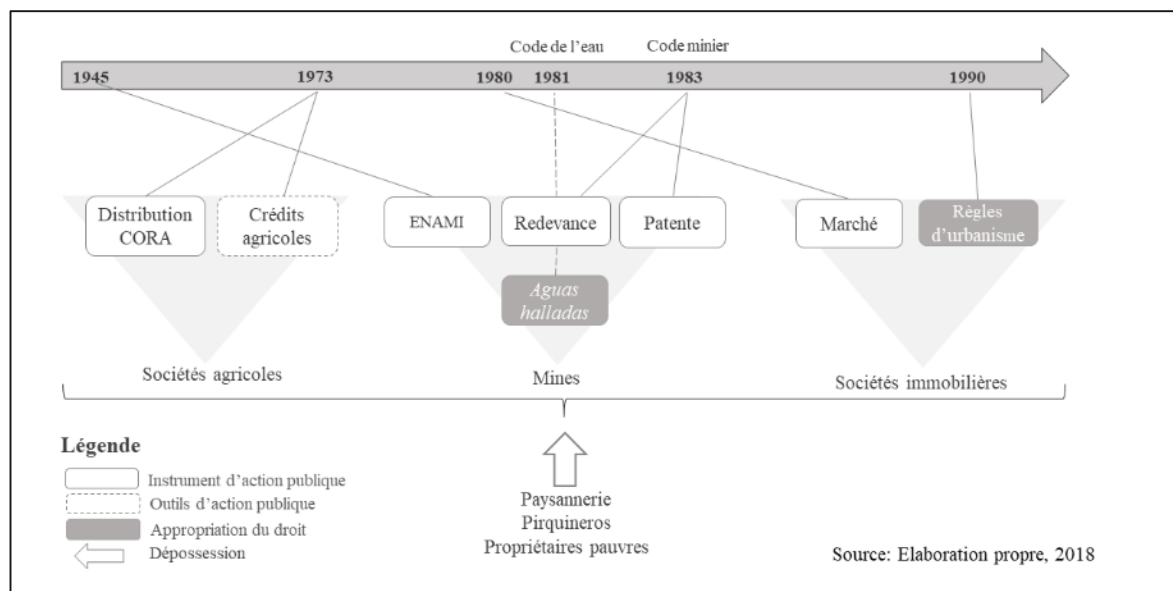 Code de l'eau
Code minier
1945
1973
1980
1981
1983
1990
Distribution
CORA
Crédits
agricoles
ENAMI
Redevance
Patente
Marché
Règles
d'urbanisme
Aguas
halladas
Sociétés agricoles
Mines
Sociétés immobilières
Légende
Instrument d'action publique
Outils d'action publique
Appropriation du droit
Dépossession
Paysannerie
Pirquineros
Propriétaires pauvres
Source: Elaboration propre, 2018